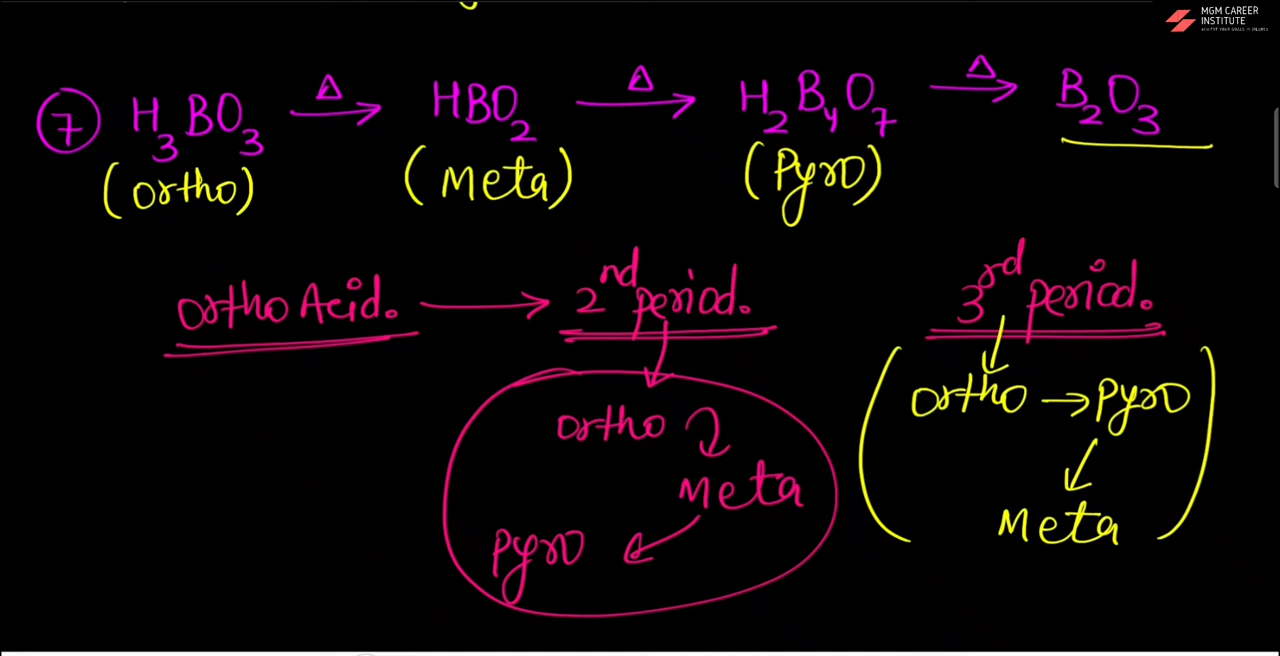 MGM CAREER
INSTITUTE
⑦ H₃BO₃ —Δ→ HBO₂ —Δ→ H₂B₄O₇ —Δ→ B₂O₃
(Ortho) (Meta) (Pyro)
Ortho Acid. → 2nd period. 3rd period.
Ortho Ortho → Pyro
Meta
Pyro Meta